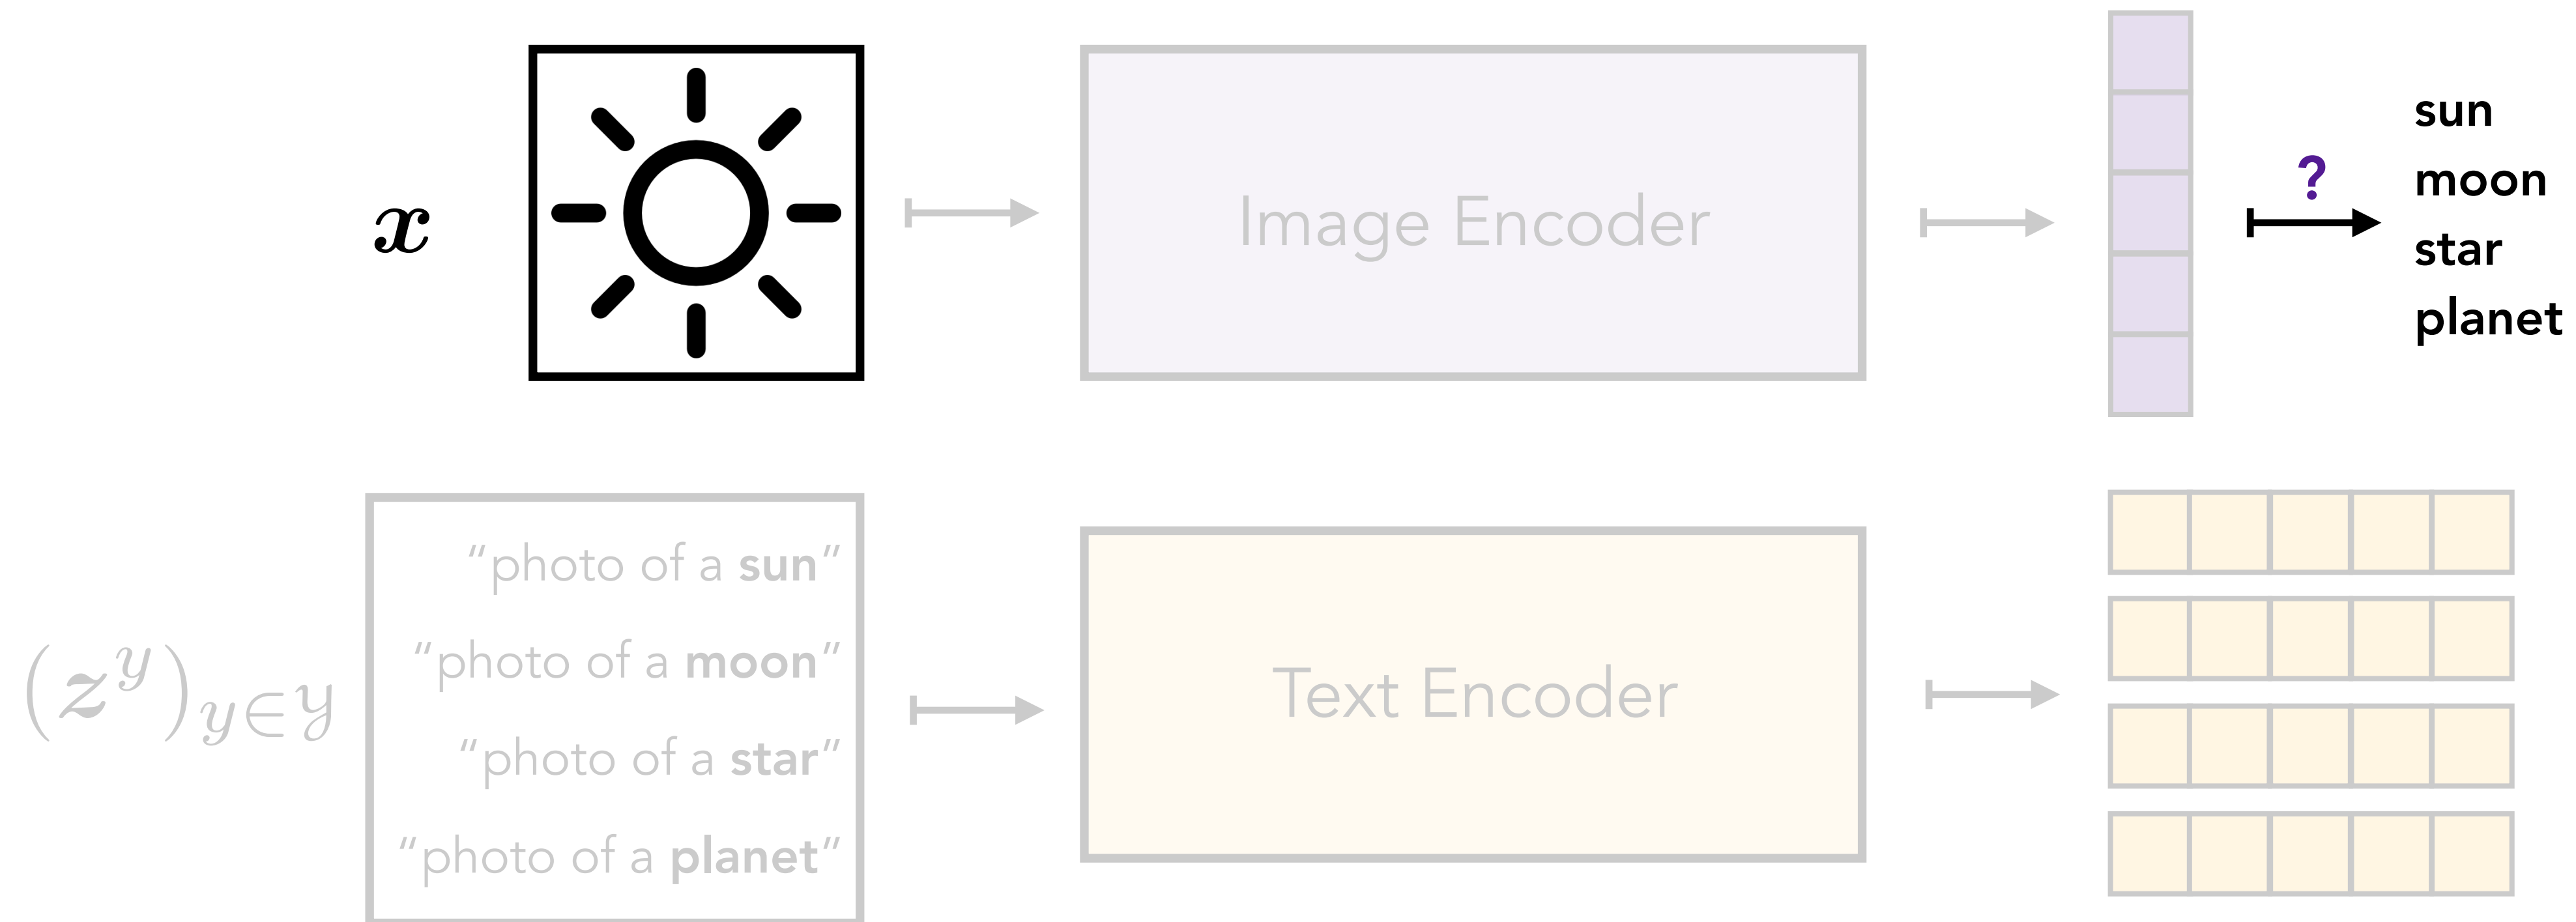 x
Image Encoder
?
sun
moon
star
planet
(z^y)_{y∈𝒴}
“photo of a sun”
“photo of a moon”
“photo of a star”
“photo of a planet”
Text Encoder